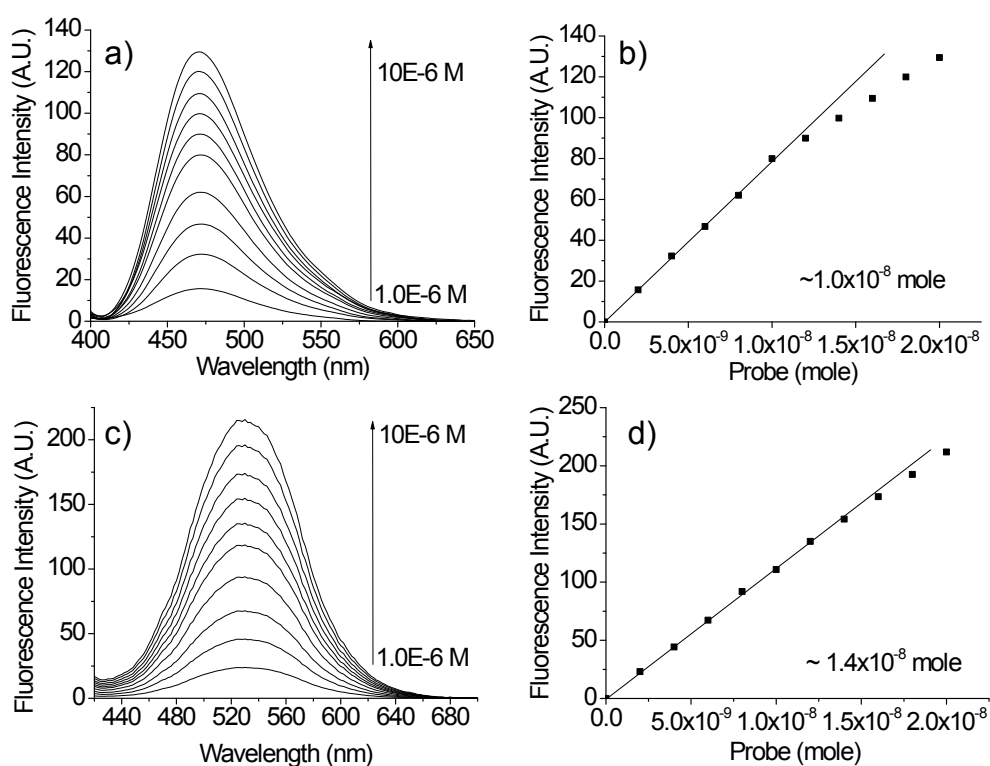 a)
Fluorescence Intensity (A.U.)
140
120
100
80
60
40
20
0
10E-6 M
1.0E-6 M
400 450 500 550 600 650
Wavelength (nm)
b)
Fluorescence Intensity (A.U.)
140
120
100
80
60
40
20
0
~1.0x10⁻⁸ mole
0.0 5.0x10⁻⁹ 1.0x10⁻⁸ 1.5x10⁻⁸ 2.0x10⁻⁸
Probe (mole)
c)
Fluorescence Intensity (A.U.)
200
150
100
50
0
10E-6 M
1.0E-6 M
440 480 520 560 600 640 680
Wavelength (nm)
d)
Fluorescence Intensity (A.U.)
250
200
150
100
50
0
~ 1.4x10⁻⁸ mole
0.0 5.0x10⁻⁹ 1.0x10⁻⁸ 1.5x10⁻⁸ 2.0x10⁻⁸
Probe (mole)